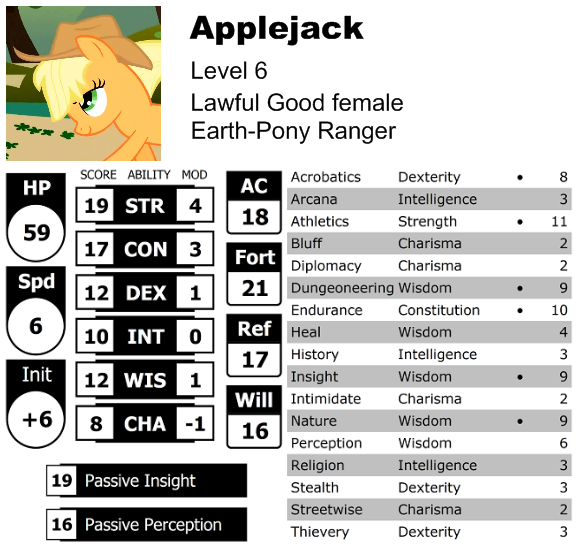 Applejack
Level 6
Lawful Good female
Earth-Pony Ranger
HP
59
Spd
6
Init
+6
SCORE ABILITY MOD
19 STR 4
17 CON 3
12 DEX 1
10 INT 0
12 WIS 1
8 CHA -1
19 Passive Insight
16 Passive Perception
AC
18
Fort
21
Ref
17
Will
16
Acrobatics Dexterity • 8
Arcana Intelligence 3
Athletics Strength • 11
Bluff Charisma 2
Diplomacy Charisma 2
Dungeoneering Wisdom • 9
Endurance Constitution • 10
Heal Wisdom 4
History Intelligence 3
Insight Wisdom • 9
Intimidate Charisma 2
Nature Wisdom • 9
Perception Wisdom 6
Religion Intelligence 3
Stealth Dexterity 3
Streetwise Charisma 2
Thievery Dexterity 3